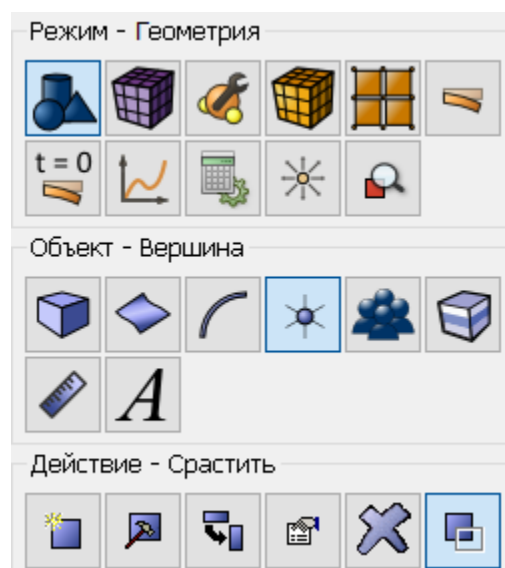 Режим - Геометрия
t = 0
Объект - Вершина
A
Действие - Срастить